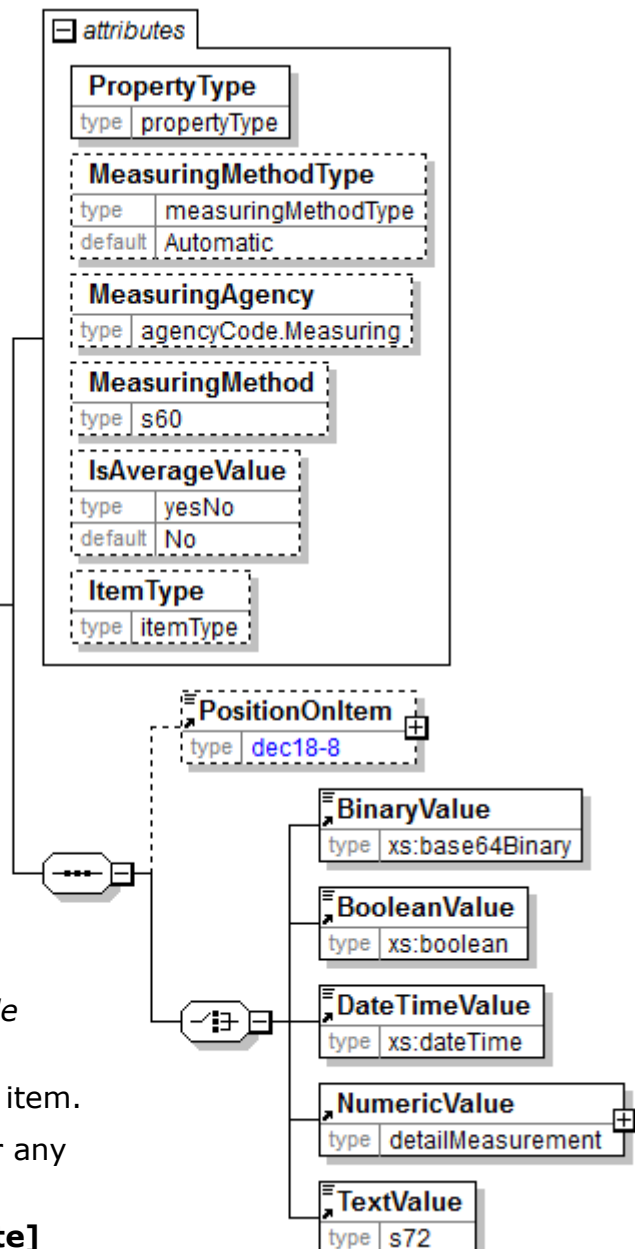 attributes
PropertyType
type propertyType
MeasuringMethodType
type measuringMethodType
default Automatic
MeasuringAgency
type agencyCode.Measuring
MeasuringMethod
type s60
IsAverageValue
type yesNo
default No
ItemType
type itemType
PositionOnItem
type dec18-8
BinaryValue
type xs:base64Binary
BooleanValue
type xs:boolean
DateTimeValue
type xs:dateTime
item.
NumericValue
type detailMeasurement
any
TextValue
type s72